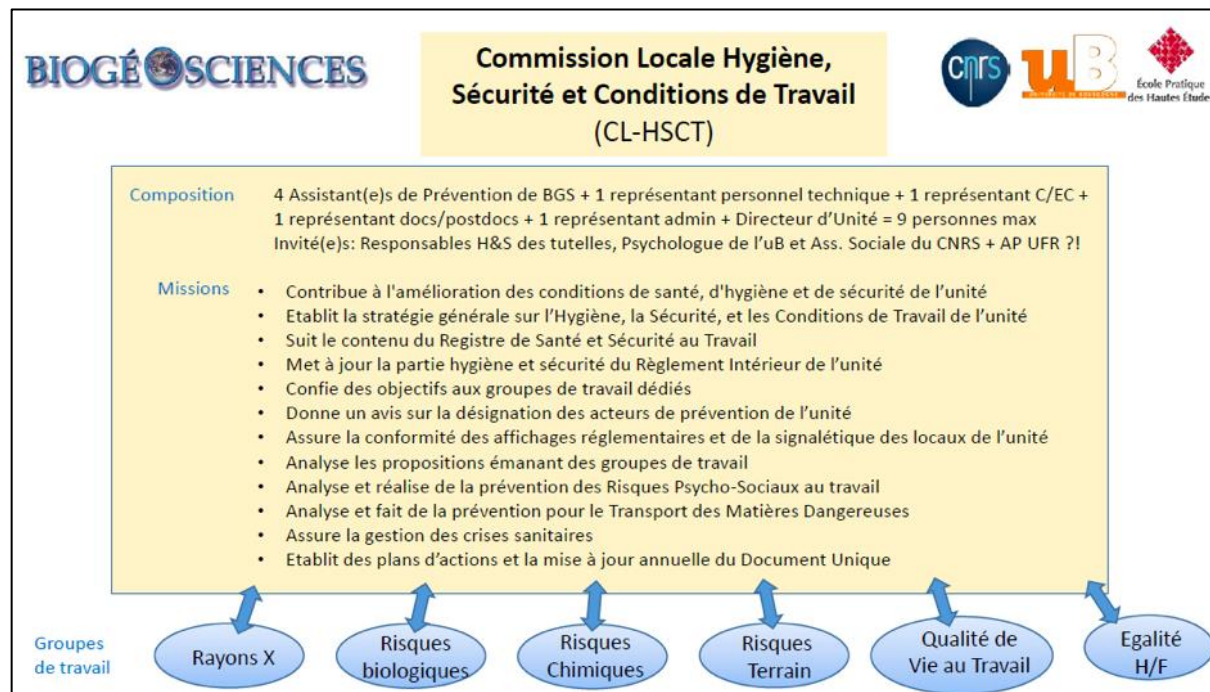 BIOGÉOSCIENCES
Commission Locale Hygiène,
Sécurité et Conditions de Travail
(CL-HSCT)
cnrs
uB
UNIVERSITÉ DE BOURGOGNE
École Pratique
des Hautes Études
Composition
4 Assistant(e)s de Prévention de BGS + 1 représentant personnel technique + 1 représentant C/EC +
1 représentant docs/postdocs + 1 représentant admin + Directeur d’Unité = 9 personnes max
Invité(e)s: Responsables H&S des tutelles, Psychologue de l’uB et Ass. Sociale du CNRS + AP UFR ?!
Missions
• Contribue à l'amélioration des conditions de santé, d'hygiène et de sécurité de l’unité
• Etablit la stratégie générale sur l’Hygiène, la Sécurité, et les Conditions de Travail de l’unité
• Suit le contenu du Registre de Santé et Sécurité au Travail
• Met à jour la partie hygiène et sécurité du Règlement Intérieur de l’unité
• Confie des objectifs aux groupes de travail dédiés
• Donne un avis sur la désignation des acteurs de prévention de l’unité
• Assure la conformité des affichages réglementaires et de la signalétique des locaux de l’unité
• Analyse les propositions émanant des groupes de travail
• Analyse et réalise de la prévention des Risques Psycho-Sociaux au travail
• Analyse et fait de la prévention pour le Transport des Matières Dangereuses
• Assure la gestion des crises sanitaires
• Etablit des plans d’actions et la mise à jour annuelle du Document Unique
Groupes
de travail
Rayons X
Risques
biologiques
Risques
Chimiques
Risques
Terrain
Qualité de
Vie au Travail
Egalité
H/F